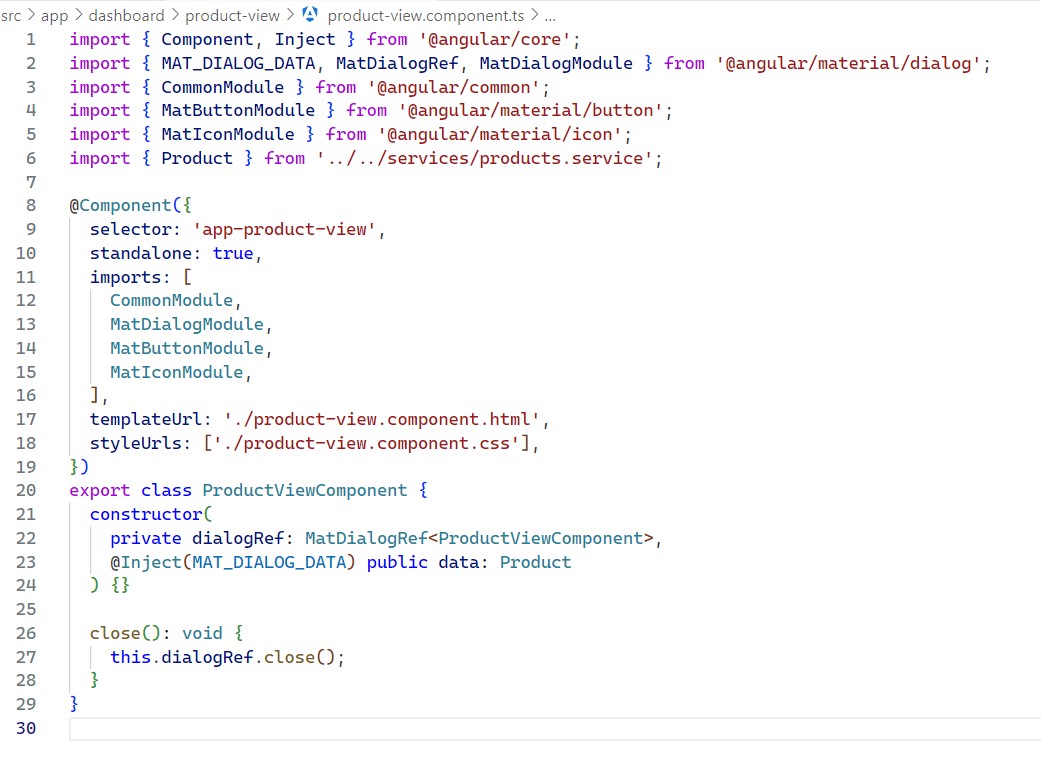 src > app > dashboard > product-view > product-view.component.ts > ...
1 import { Component, Inject } from '@angular/core';
2 import { MAT_DIALOG_DATA, MatDialogRef, MatDialogModule } from '@angular/material/dialog';
3 import { CommonModule } from '@angular/common';
4 import { MatButtonModule } from '@angular/material/button';
5 import { MatIconModule } from '@angular/material/icon';
6 import { Product } from '../../services/products.service';
7
8 @Component({
9   selector: 'app-product-view',
10   standalone: true,
11   imports: [
12     CommonModule,
13     MatDialogModule,
14     MatButtonModule,
15     MatIconModule,
16   ],
17   templateUrl: './product-view.component.html',
18   styleUrls: ['./product-view.component.css'],
19 })
20 export class ProductViewComponent {
21   constructor(
22     private dialogRef: MatDialogRef<ProductViewComponent>,
23     @Inject(MAT_DIALOG_DATA) public data: Product
24   ) {}
25
26   close(): void {
27     this.dialogRef.close();
28   }
29 }
30